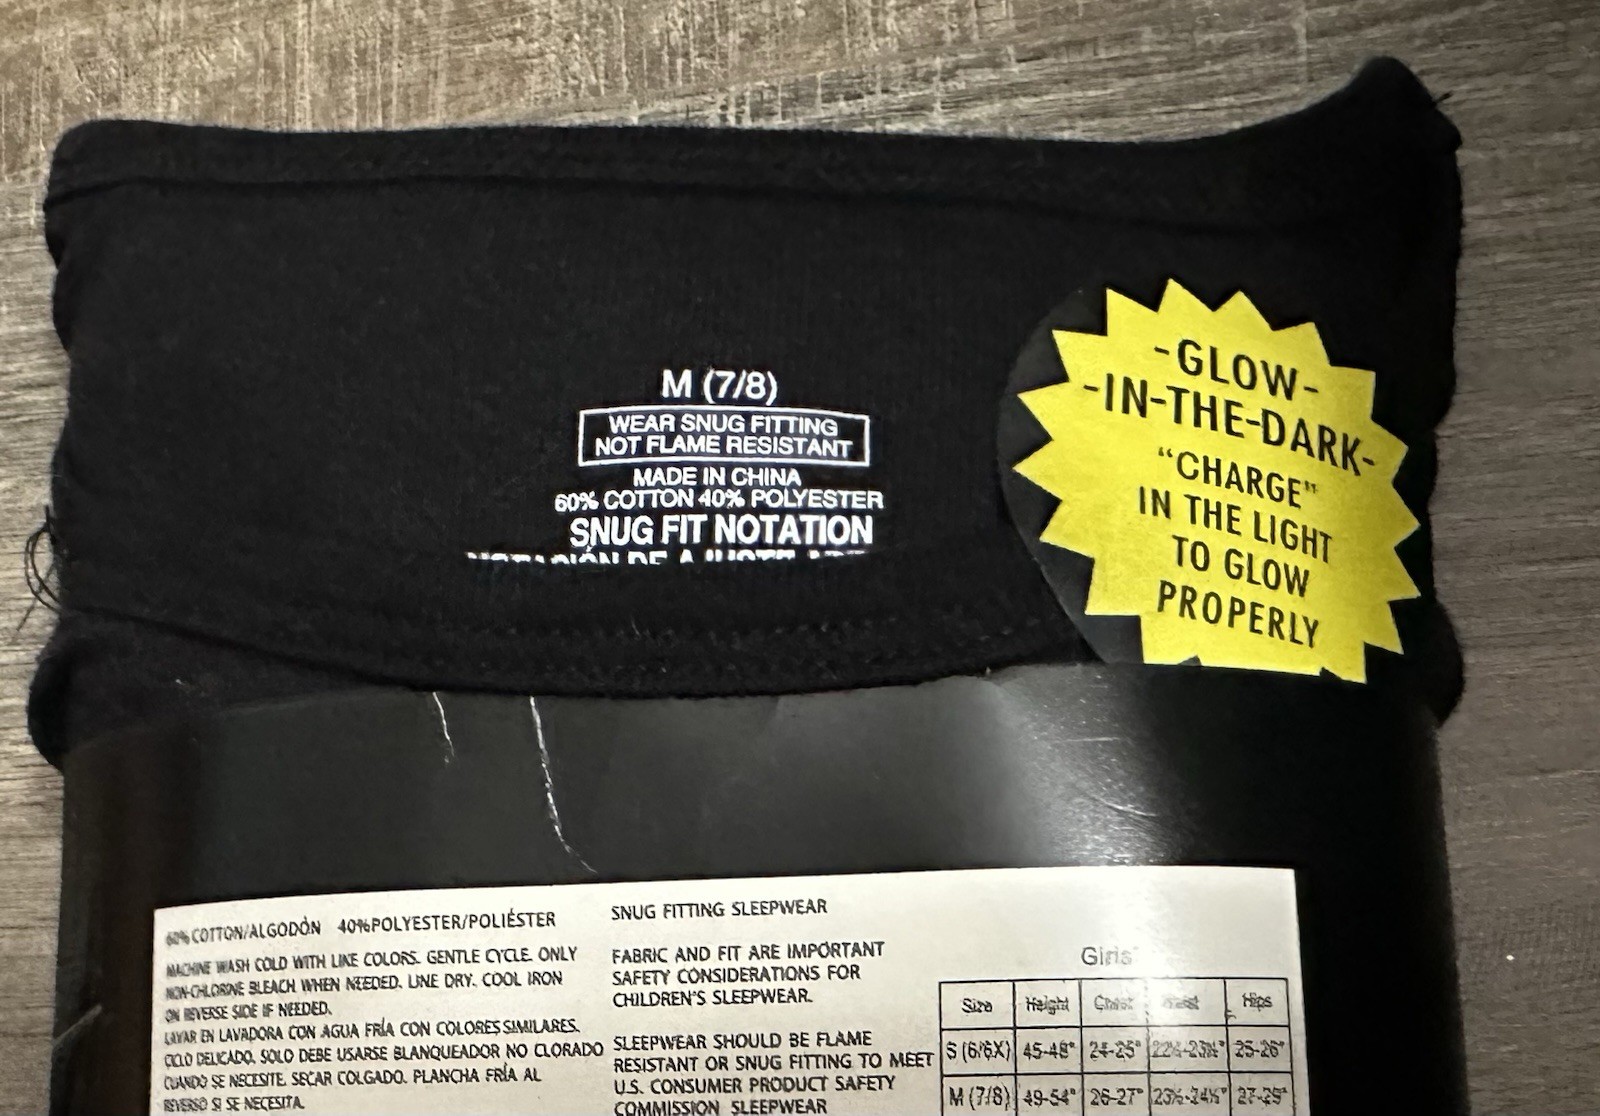 M (7/8)
WEAR SNUG FITTING
NOT FLAME RESISTANT
MADE IN CHINA
60% COTTON 40% POLYESTER
SNUG FIT NOTATION
-GLOW-
-IN-THE-DARK-
“CHARGE”
IN THE LIGHT
TO GLOW
PROPERLY
60% COTTON/ALGODÓN 40%POLYESTER/POLIÉSTER
MACHINE WASH COLD WITH LIKE COLORS. GENTLE CYCLE. ONLY
NON-CHLORINE BLEACH WHEN NEEDED. LINE DRY. COOL IRON
ON REVERSE SIDE IF NEEDED.
LAVAR EN LAVADORA CON AGUA FRÍA CON COLORES SIMILARES.
CICLO DELICADO. SOLO DEBE USARSE BLANQUEADOR NO CLORADO
CUANDO SE NECESITE. SECAR COLGADO. PLANCHA FRÍA AL
REVERSO SI SE NECESITA.
SNUG FITTING SLEEPWEAR
FABRIC AND FIT ARE IMPORTANT
SAFETY CONSIDERATIONS FOR
CHILDREN'S SLEEPWEAR.
SLEEPWEAR SHOULD BE FLAME
RESISTANT OR SNUG FITTING TO MEET
U.S. CONSUMER PRODUCT SAFETY
COMMISSION SLEEPWEAR
Girls'
Size Height Chest Waist Hips
S (6/6X) 45-48" 24-25" 25-26"
M (7/8) 49-54" 26-27" 27-29"